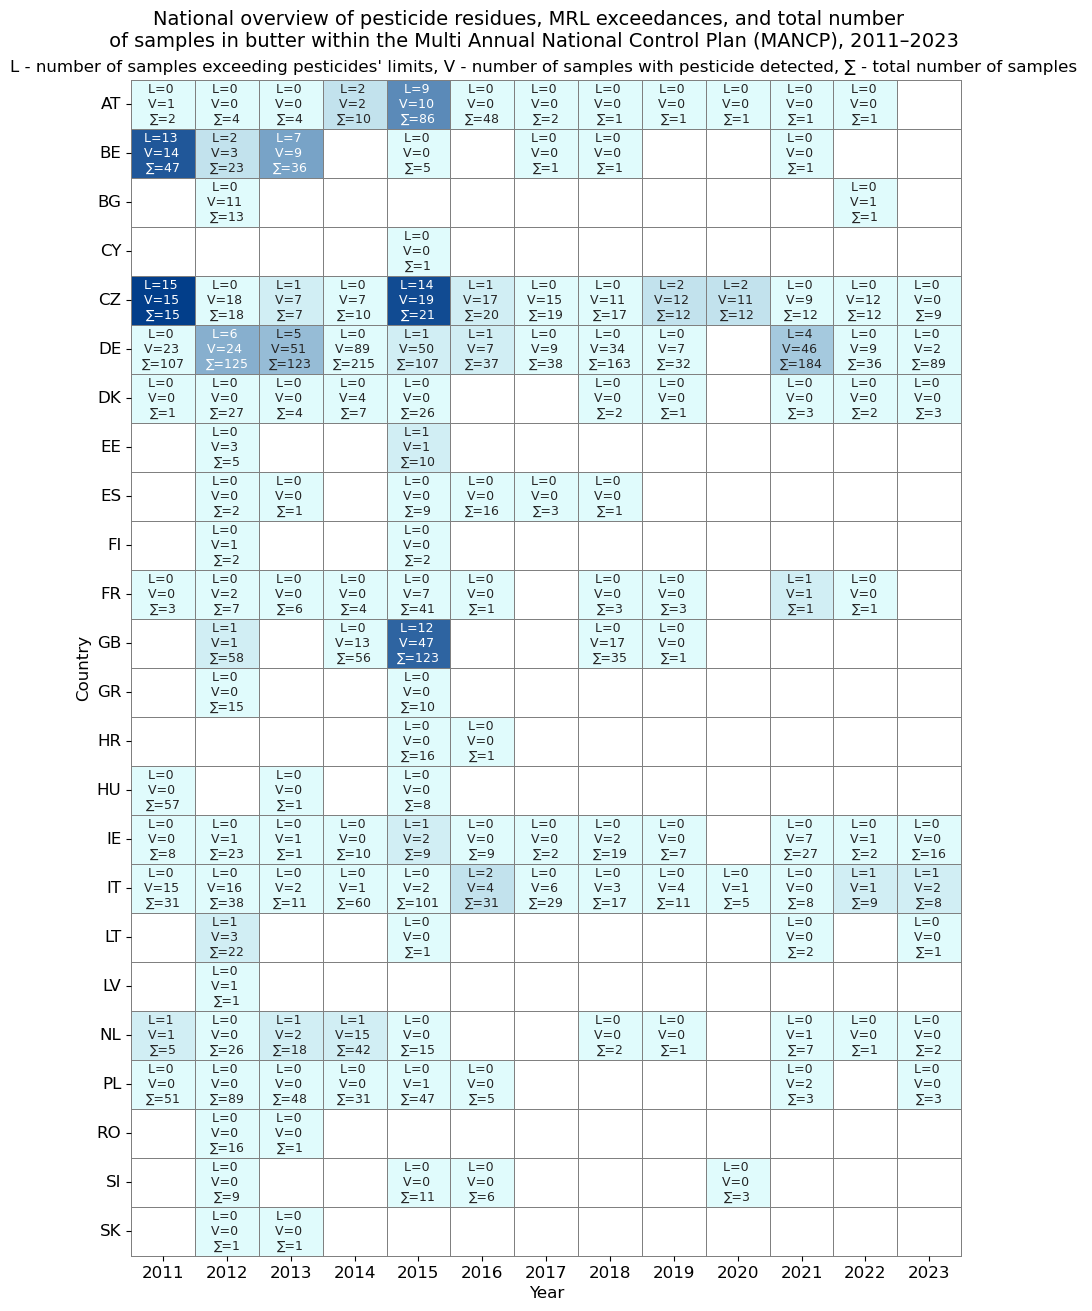 National overview of pesticide residues, MRL exceedances, and total number
of samples in butter within the Multi Annual National Control Plan (MANCP), 2011–2023
L - number of samples exceeding pesticides' limits, V - number of samples with pesticide detected, ∑ - total number of samples
AT
L=0 L=0 L=0 L=2 L=9 L=0 L=0 L=0 L=0 L=0 L=0 L=0
V=1 V=0 V=0 V=2 V=10 V=0 V=0 V=0 V=0 V=0 V=0 V=0
∑=2 ∑=4 ∑=4 ∑=10 ∑=86 ∑=48 ∑=2 ∑=1 ∑=1 ∑=1 ∑=1 ∑=1
BE
L=13 L=2 L=7 L=0 L=0 L=0 L=0
V=14 V=3 V=9 V=0 V=0 V=0 V=0
∑=47 ∑=23 ∑=36 ∑=5 ∑=1 ∑=1 ∑=1
BG
L=0 L=0
V=11 V=1
∑=13 ∑=1
CY
L=0
V=0
∑=1
CZ
L=15 L=0 L=1 L=0 L=14 L=1 L=0 L=0 L=2 L=2 L=0 L=0 L=0
V=15 V=18 V=7 V=7 V=19 V=17 V=15 V=11 V=12 V=11 V=9 V=12 V=0
∑=15 ∑=18 ∑=7 ∑=10 ∑=21 ∑=20 ∑=19 ∑=17 ∑=12 ∑=12 ∑=12 ∑=12 ∑=9
DE
L=0 L=6 L=5 L=0 L=1 L=1 L=0 L=0 L=0 L=4 L=0 L=0
V=23 V=24 V=51 V=89 V=50 V=7 V=9 V=34 V=7 V=46 V=9 V=2
∑=107 ∑=125 ∑=123 ∑=215 ∑=107 ∑=37 ∑=38 ∑=163 ∑=32 ∑=184 ∑=36 ∑=89
DK
L=0 L=0 L=0 L=0 L=0 L=0 L=0 L=0 L=0 L=0
V=0 V=0 V=0 V=4 V=0 V=0 V=0 V=0 V=0 V=0
∑=1 ∑=27 ∑=4 ∑=7 ∑=26 ∑=2 ∑=1 ∑=3 ∑=2 ∑=3
EE
L=0 L=1
V=3 V=1
∑=5 ∑=10
ES
L=0 L=0 L=0 L=0 L=0 L=0
V=0 V=0 V=0 V=0 V=0 V=0
∑=2 ∑=1 ∑=9 ∑=16 ∑=3 ∑=1
FI
L=0 L=0
V=1 V=0
∑=2 ∑=2
FR
L=0 L=0 L=0 L=0 L=0 L=0 L=0 L=0 L=1 L=0
V=0 V=2 V=0 V=0 V=7 V=0 V=0 V=0 V=1 V=0
∑=3 ∑=7 ∑=6 ∑=4 ∑=41 ∑=1 ∑=3 ∑=3 ∑=1 ∑=1
GB
L=1 L=0 L=12 L=0 L=0
V=1 V=13 V=47 V=17 V=0
∑=58 ∑=56 ∑=123 ∑=35 ∑=1
Country
GR
L=0 L=0
V=0 V=0
∑=15 ∑=10
HR
L=0 L=0
V=0 V=0
∑=16 ∑=1
HU
L=0 L=0 L=0
V=0 V=0 V=0
∑=57 ∑=1 ∑=8
IE
L=0 L=0 L=0 L=0 L=1 L=0 L=0 L=0 L=0 L=0 L=0 L=0
V=0 V=1 V=1 V=0 V=2 V=0 V=0 V=2 V=0 V=7 V=1 V=0
∑=8 ∑=23 ∑=1 ∑=10 ∑=9 ∑=9 ∑=2 ∑=19 ∑=7 ∑=27 ∑=2 ∑=16
IT
L=0 L=0 L=0 L=0 L=0 L=2 L=0 L=0 L=0 L=0 L=0 L=1 L=1
V=15 V=16 V=2 V=1 V=2 V=4 V=6 V=3 V=4 V=1 V=0 V=1 V=2
∑=31 ∑=38 ∑=11 ∑=60 ∑=101 ∑=31 ∑=29 ∑=17 ∑=11 ∑=5 ∑=8 ∑=9 ∑=8
LT
L=1 L=0 L=0 L=0
V=3 V=0 V=0 V=0
∑=22 ∑=1 ∑=2 ∑=1
LV
L=0
V=1
∑=1
NL
L=1 L=0 L=1 L=1 L=0 L=0 L=0 L=0 L=0 L=0
V=1 V=0 V=2 V=15 V=0 V=0 V=0 V=1 V=0 V=0
∑=5 ∑=26 ∑=18 ∑=42 ∑=15 ∑=2 ∑=1 ∑=7 ∑=1 ∑=2
PL
L=0 L=0 L=0 L=0 L=0 L=0 L=0 L=0
V=0 V=0 V=0 V=0 V=1 V=0 V=2 V=0
∑=51 ∑=89 ∑=48 ∑=31 ∑=47 ∑=5 ∑=3 ∑=3
RO
L=0 L=0
V=0 V=0
∑=16 ∑=1
SI
L=0 L=0 L=0 L=0
V=0 V=0 V=0 V=0
∑=9 ∑=11 ∑=6 ∑=3
SK
L=0 L=0
V=0 V=0
∑=1 ∑=1
2011 2012 2013 2014 2015 2016 2017 2018 2019 2020 2021 2022 2023
Year